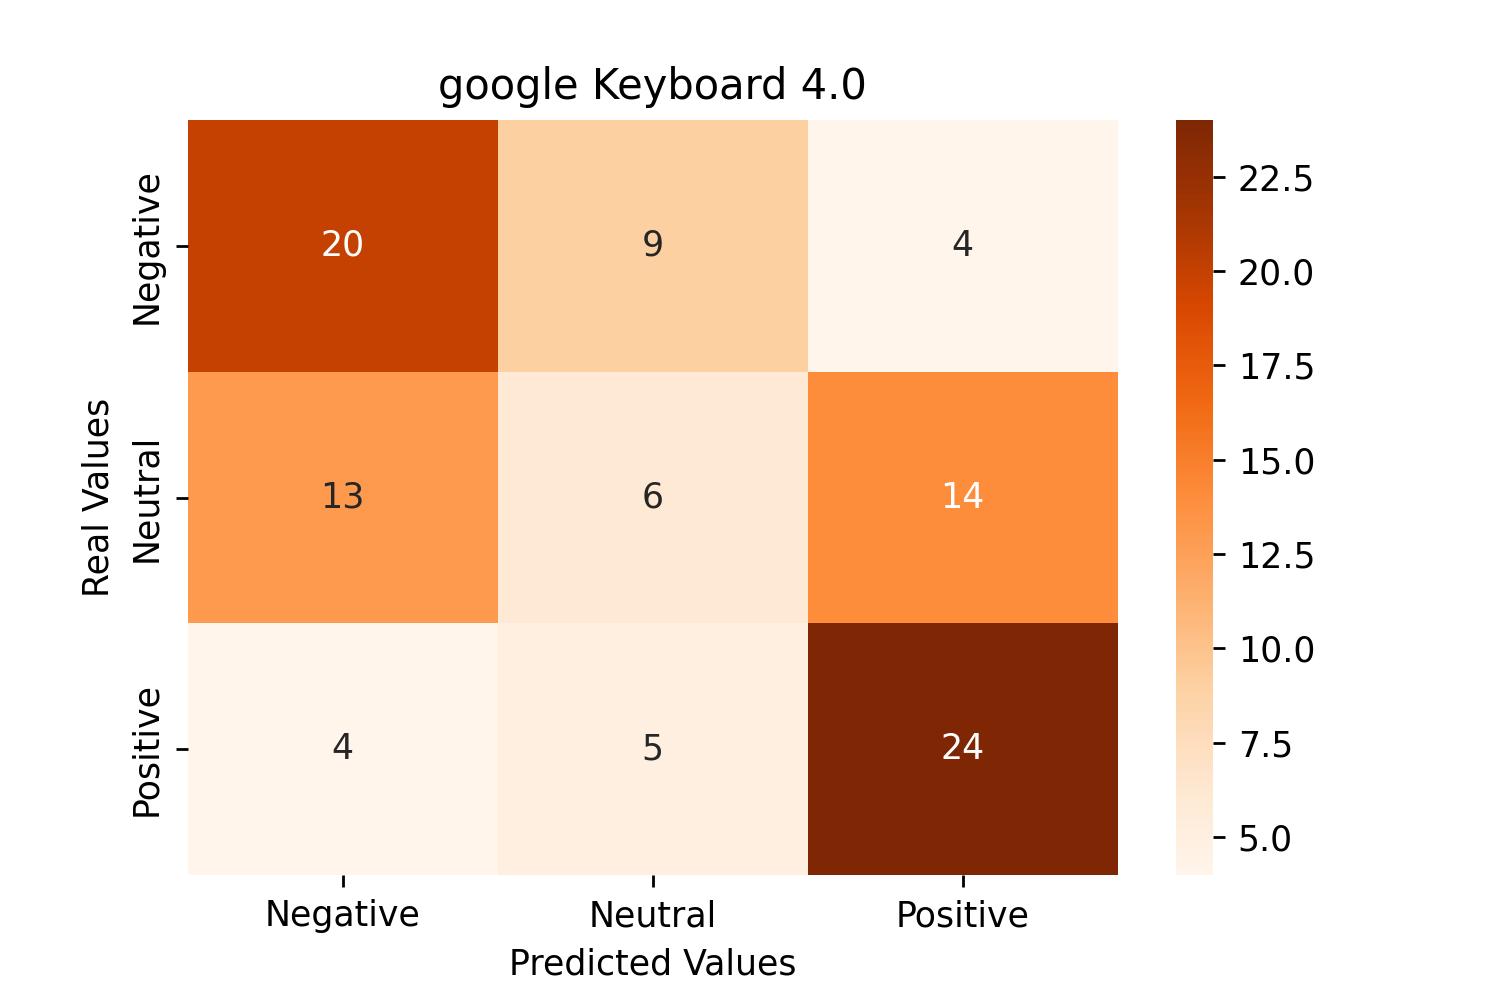 google Keyboard 4.0
Real Values
Negative
20 9 4
Neutral
13 6 14
Positive
4 5 24
Negative Neutral Positive
Predicted Values
22.5
20.0
17.5
15.0
12.5
10.0
7.5
5.0